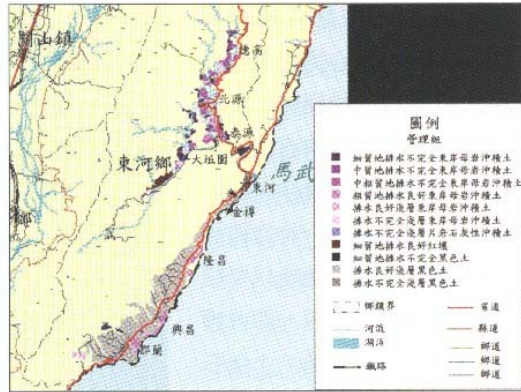 關山鎮
德高
北源
泰源
大垣園
東河鄉
馬武
東河
金樽
隆昌
興昌
都蘭
圖例
管理組
細質地排水不完全東岸母岩沖積土
中質地排水不完全東岸母岩沖積土
中粗質地排水不完全東岸母岩沖積土
粗質地排水良好東岸母岩沖積土
排水良好淺層東岸母岩沖積土
排水不完全淺層東岸母岩沖積土
排水不完全淺層片岩石灰性沖積土
細質地排水良好紅壤
細質地排水不完全黑色土
排水良好淺層黑色土
排水不完全淺層黑色土
鄉鎮界
省道
河流
縣道
湖泊
鄉道
鐵路
鄉道
鄉道